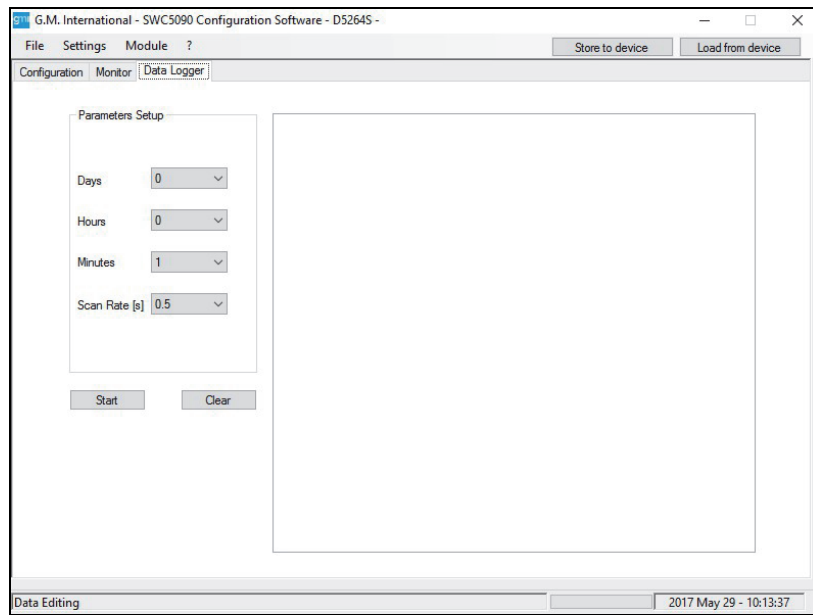 gmi G.M. International - SWC5090 Configuration Software - D5264S -
File Settings Module ? Store to device Load from device
Configuration Monitor Data Logger
Parameters Setup
Days 0
Hours 0
Minutes 1
Scan Rate [s] 0.5
Start Clear
Data Editing 2017 May 29 - 10:13:37